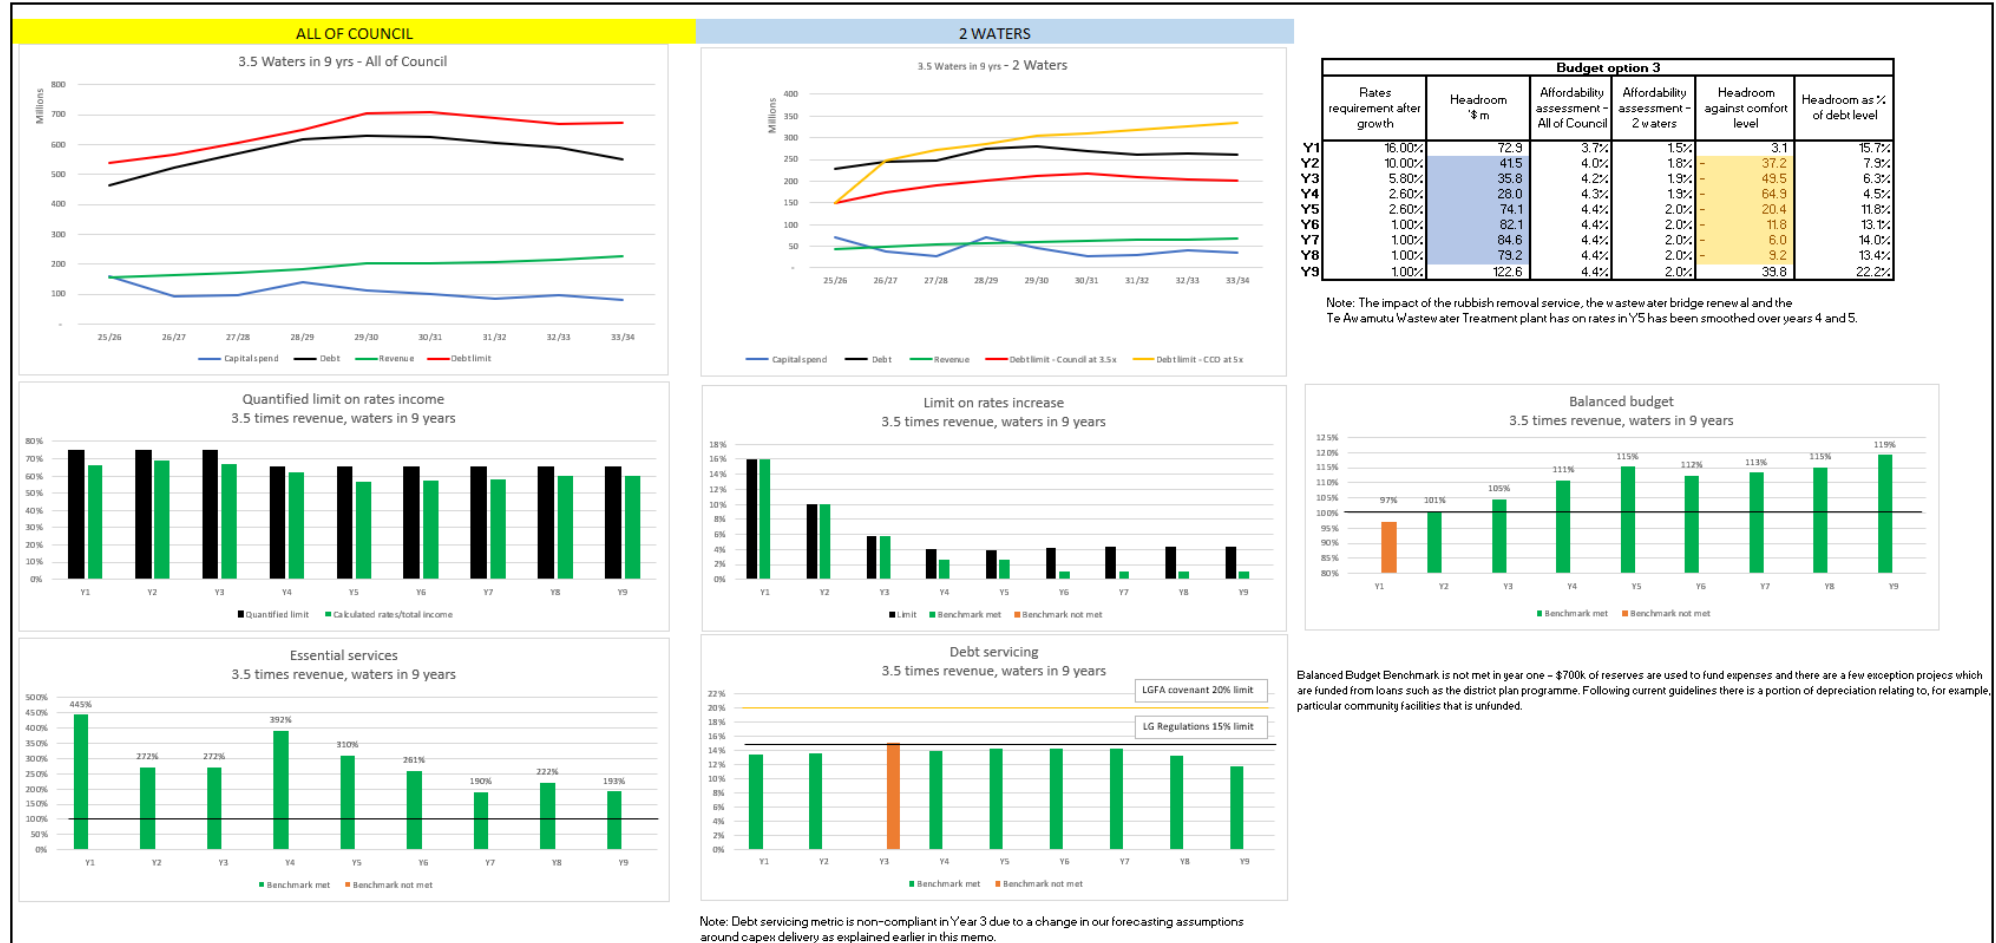 ALL OF COUNCIL
2 WATERS
3.5 Waters in 9 yrs - All of Council
Millions
800
700
600
500
400
300
200
100
-
25/26 26/27 27/28 28/29 29/30 30/31 31/32 32/33 33/34
Capital spend Debt Revenue Debt limit
3.5 Waters in 9 yrs - 2 Waters
Millions
400
350
300
250
200
150
100
50
-
25/26 26/27 27/28 28/29 29/30 30/31 31/32 32/33 33/34
Capital spend Debt Revenue Debt limit - Council at 3.5x Debt limit - CCO at 5x
Budget option 3
Rates requirement after growth
Headroom '$ m
Affordability assessment - All of Council
Affordability assessment - 2 waters
Headroom against comfort level
Headroom as % of debt level
Y1 16.00% 72.9 3.7% 1.5% 3.1 15.7%
Y2 10.00% 41.5 4.0% 1.8% - 37.2 7.9%
Y3 5.80% 35.8 4.2% 1.9% - 49.5 6.3%
Y4 2.60% 28.0 4.3% 1.9% - 64.9 4.5%
Y5 2.60% 74.1 4.4% 2.0% - 20.4 11.8%
Y6 1.00% 82.1 4.4% 2.0% - 11.8 13.1%
Y7 1.00% 84.6 4.4% 2.0% - 6.0 14.0%
Y8 1.00% 79.2 4.4% 2.0% - 9.2 13.4%
Y9 1.00% 122.6 4.4% 2.0% 39.8 22.2%
Note: The impact of the rubbish removal service, the wastewater bridge renewal and the
Te Awamutu Wastewater Treatment plant has on rates in Y5 has been smoothed over years 4 and 5.
Quantified limit on rates income
3.5 times revenue, waters in 9 years
80%
70%
60%
50%
40%
30%
20%
10%
0%
Y1 Y2 Y3 Y4 Y5 Y6 Y7 Y8 Y9
Quantified limit Calculated rates/total income
Limit on rates increase
3.5 times revenue, waters in 9 years
18%
16%
14%
12%
10%
8%
6%
4%
2%
0%
Y1 Y2 Y3 Y4 Y5 Y6 Y7 Y8 Y9
Limit Benchmark met Benchmark not met
Balanced budget
3.5 times revenue, waters in 9 years
125%
120%
115%
110%
105%
100%
95%
90%
85%
80%
97% 101% 105% 111% 115% 112% 113% 115% 119%
Y1 Y2 Y3 Y4 Y5 Y6 Y7 Y8 Y9
Benchmark met Benchmark not met
Essential services
3.5 times revenue, waters in 9 years
500%
450%
400%
350%
300%
250%
200%
150%
100%
50%
0%
445% 272% 272% 392% 310% 261% 190% 222% 193%
Y1 Y2 Y3 Y4 Y5 Y6 Y7 Y8 Y9
Benchmark met Benchmark not met
Debt servicing
3.5 times revenue, waters in 9 years
22%
20%
18%
16%
14%
12%
10%
8%
6%
4%
2%
0%
LGFA covenant 20% limit
LG Regulations 15% limit
Y1 Y2 Y3 Y4 Y5 Y6 Y7 Y8 Y9
Benchmark met Benchmark not met
Balanced Budget Benchmark is not met in year one - $700k of reserves are used to fund expenses and there are a few exception projecs which
are funded from loans such as the district plan programme. Following current guidelines there is a portion of depreciation relating to, for example,
particular community facilities that is unfunded.
Note: Debt servicing metric is non-compliant in Year 3 due to a change in our forecasting assumptions
around capex delivery as explained earlier in this memo.